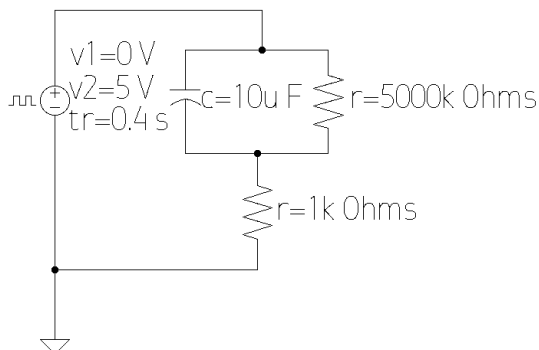 v1=0 V
v2=5 V
tr=0.4 s
c=10u F
r=5000k Ohms
r=1k Ohms